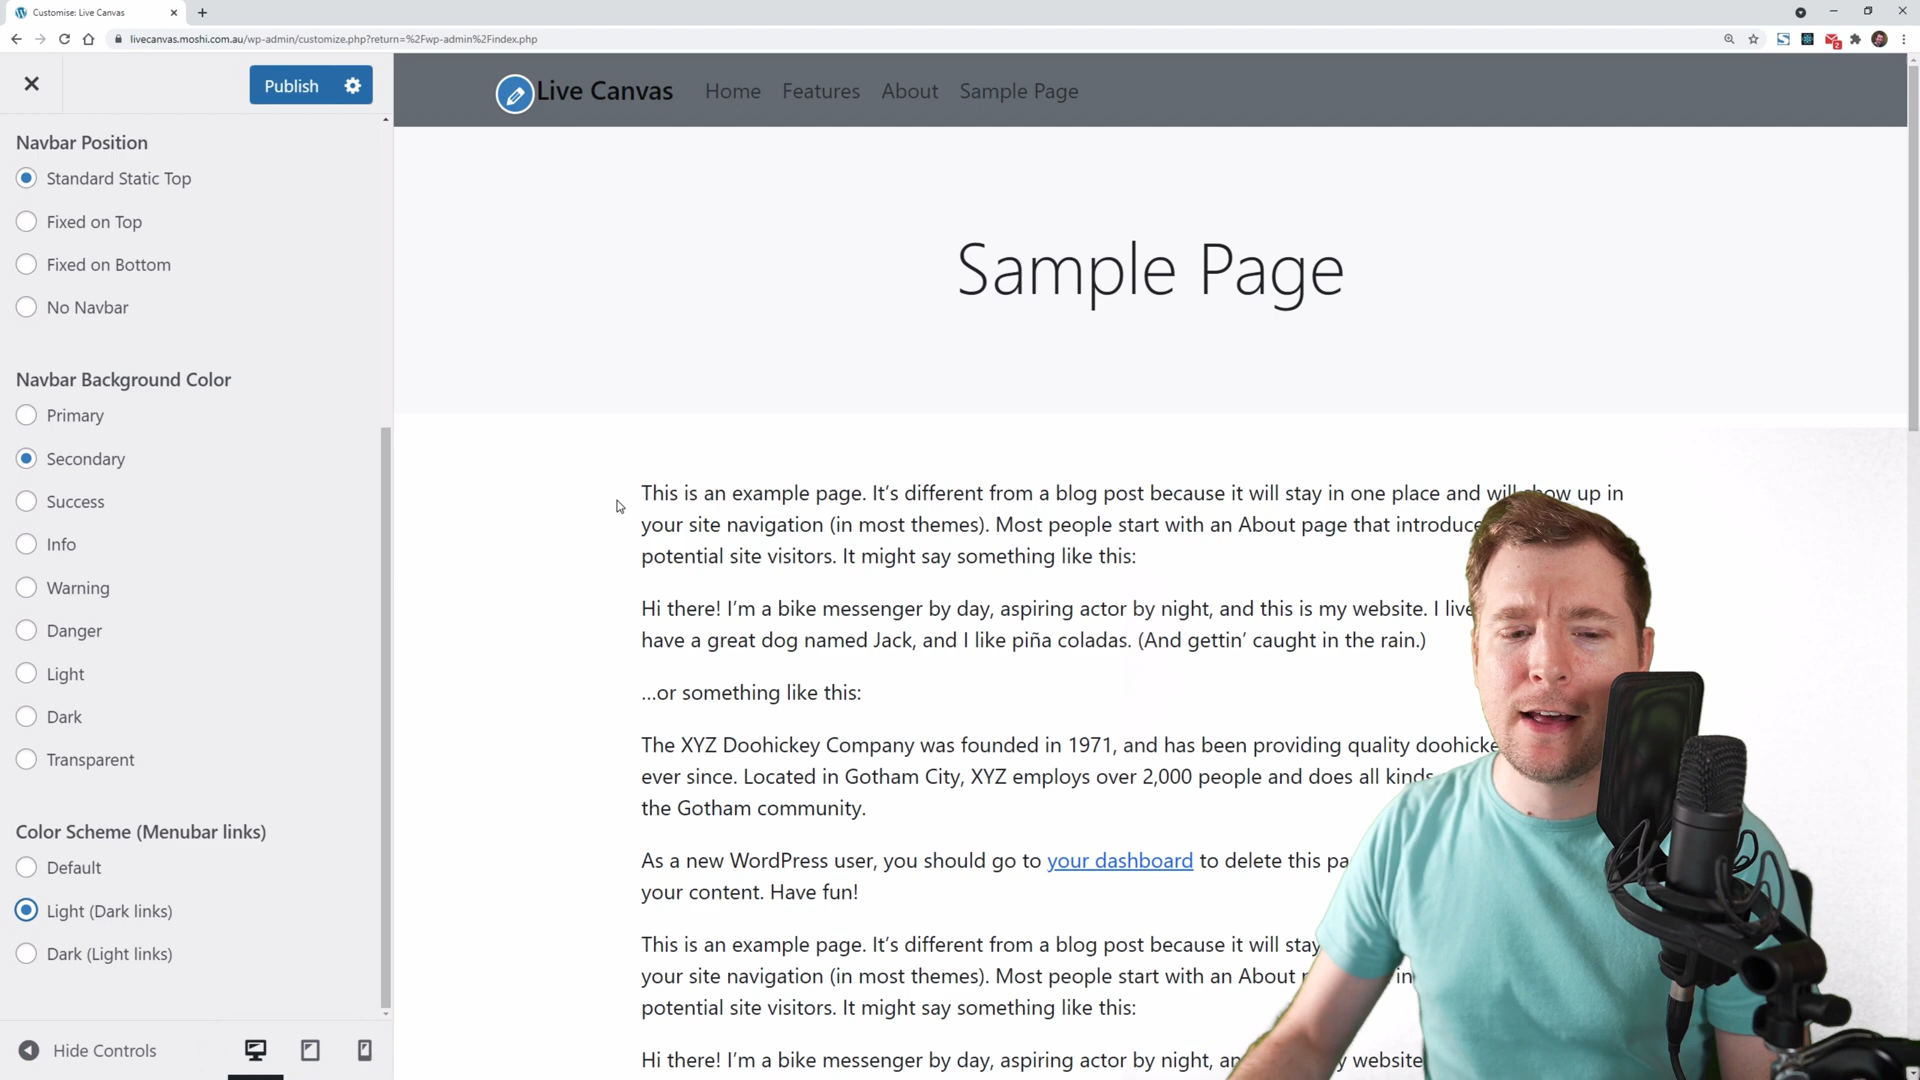 Customise: Live Canvas
livecanvas.moshi.com.au/wp-admin/customize.php?return=%2Fwp-admin%2Findex.php
2
Publish
Live Canvas
Home
Features
About
Sample Page
Navbar Position
Standard Static Top
Fixed on Top
Fixed on Bottom
No Navbar
Navbar Background Color
Primary
Secondary
Success
Info
Warning
Danger
Light
Dark
Transparent
Color Scheme (Menubar links)
Default
Light (Dark links)
Dark (Light links)
Hide Controls
Sample Page
This is an example page. It’s different from a blog post because it will stay in one place and will show up in
your site navigation (in most themes). Most people start with an About page that introduce
potential site visitors. It might say something like this:
Hi there! I’m a bike messenger by day, aspiring actor by night, and this is my website. I live
have a great dog named Jack, and I like piña coladas. (And gettin’ caught in the rain.)
…or something like this:
The XYZ Doohickey Company was founded in 1971, and has been providing quality doohicke
ever since. Located in Gotham City, XYZ employs over 2,000 people and does all kinds
the Gotham community.
As a new WordPress user, you should go to your dashboard to delete this pa
your content. Have fun!
This is an example page. It’s different from a blog post because it will stay in
your site navigation (in most themes). Most people start with an About
potential site visitors. It might say something like this:
Hi there! I’m a bike messenger by day, aspiring actor by night, an website